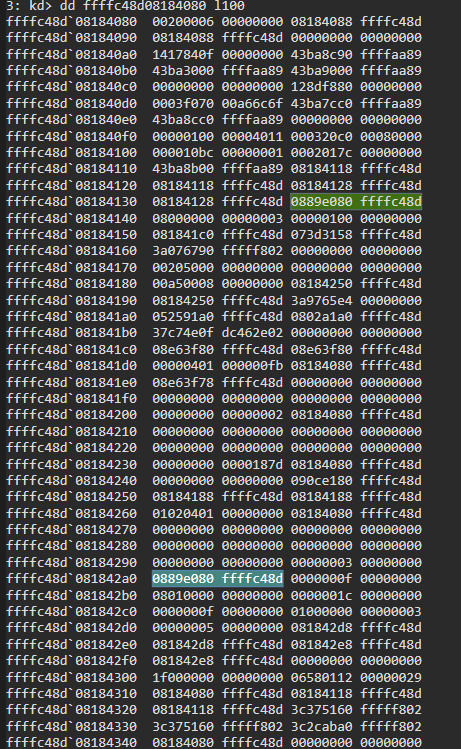 3: kd> dd ffffc48d08184080 l100
ffffc48d`08184080  00200006 00000000 08184088 ffffc48d
ffffc48d`08184090  08184088 ffffc48d 00000000 00000000
ffffc48d`081840a0  1417840f 00000000 43ba8c90 ffffaa89
ffffc48d`081840b0  43ba3000 ffffaa89 43ba9000 ffffaa89
ffffc48d`081840c0  00000000 00000000 128df880 00000000
ffffc48d`081840d0  0003f070 00a66c6f 43ba7cc0 ffffaa89
ffffc48d`081840e0  43ba8cc0 ffffaa89 00000000 00000000
ffffc48d`081840f0  00000100 00004011 000320c0 00080000
ffffc48d`08184100  000010bc 00000001 0002017c 00000000
ffffc48d`08184110  43ba8b00 ffffaa89 08184118 ffffc48d
ffffc48d`08184120  08184118 ffffc48d 08184128 ffffc48d
ffffc48d`08184130  08184128 ffffc48d 0889e080 ffffc48d
ffffc48d`08184140  08000000 00000003 00000100 00000000
ffffc48d`08184150  081841c0 ffffc48d 073d3158 ffffc48d
ffffc48d`08184160  3a076790 fffff802 00000000 00000000
ffffc48d`08184170  00205000 00000000 00000000 00000000
ffffc48d`08184180  00a50008 00000000 08184250 ffffc48d
ffffc48d`08184190  08184250 ffffc48d 3a9765e4 00000000
ffffc48d`081841a0  052591a0 ffffc48d 0802a1a0 ffffc48d
ffffc48d`081841b0  37c74e0f dc462e02 00000000 00000000
ffffc48d`081841c0  08e63f80 ffffc48d 08e63f80 ffffc48d
ffffc48d`081841d0  00000401 000000fb 08184080 ffffc48d
ffffc48d`081841e0  08e63f78 ffffc48d 00000000 00000000
ffffc48d`081841f0  00000000 00000000 00000000 00000000
ffffc48d`08184200  00000000 00000002 08184080 ffffc48d
ffffc48d`08184210  00000000 00000000 00000000 00000000
ffffc48d`08184220  00000000 00000000 00000000 00000000
ffffc48d`08184230  00000000 0000187d 08184080 ffffc48d
ffffc48d`08184240  00000000 00000000 090ce180 ffffc48d
ffffc48d`08184250  08184188 ffffc48d 08184188 ffffc48d
ffffc48d`08184260  01020401 00000000 08184080 ffffc48d
ffffc48d`08184270  00000000 00000000 00000000 00000000
ffffc48d`08184280  00000000 00000000 00000000 00000000
ffffc48d`08184290  00000000 00000000 00000003 00000000
ffffc48d`081842a0  0889e080 ffffc48d 0000000f 00000000
ffffc48d`081842b0  08010000 00000000 0000001c 00000000
ffffc48d`081842c0  0000000f 00000000 01000000 00000003
ffffc48d`081842d0  00000005 00000000 081842d8 ffffc48d
ffffc48d`081842e0  081842d8 ffffc48d 081842e8 ffffc48d
ffffc48d`081842f0  081842e8 ffffc48d 00000000 00000000
ffffc48d`08184300  1f000000 00000000 06580112 00000029
ffffc48d`08184310  08184080 ffffc48d 08184118 ffffc48d
ffffc48d`08184320  08184118 ffffc48d 3c375160 fffff802
ffffc48d`08184330  3c375160 fffff802 3c2caba0 fffff802
ffffc48d`08184340  08184080 ffffc48d 00000000 00000000